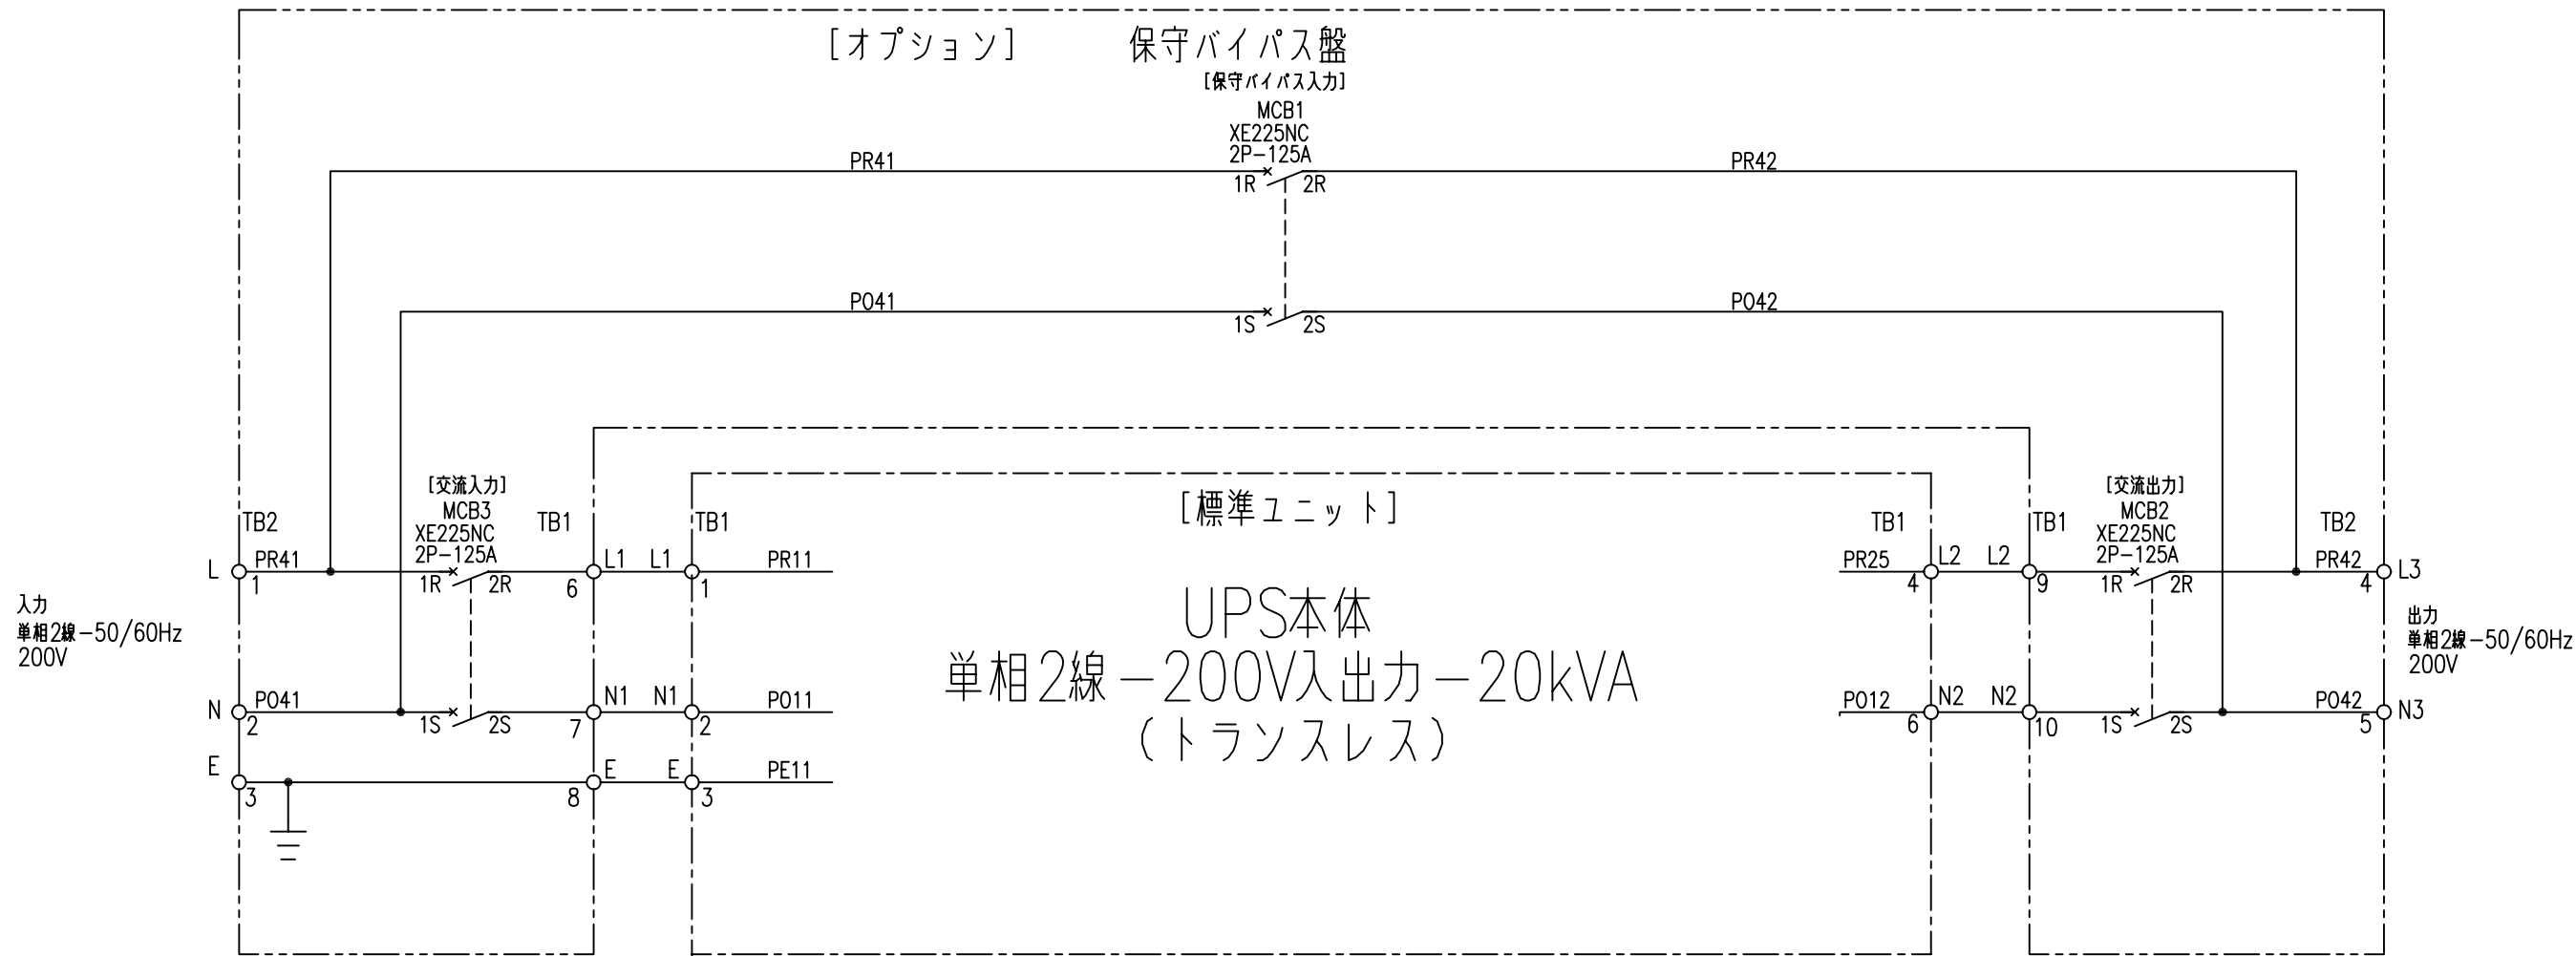 [オプション] 保守バイパス盤
[保守バイパス入力]
MCB1
XE225NC
2P-125A
PR41
PR42
1R
2R
PO41
PO42
1S
2S
[交流入力]
MCB3
XE225NC
2P-125A
TB2
TB1
TB1
[標準ユニット]
TB1
TB1
[交流出力]
MCB2
XE225NC
2P-125A
TB2
L
PR41
1
1R
2R
6
L1
L1
1
PR11
PR25
4
L2
L2
9
1R
2R
PR42
4
L3
入力
単相2線-50/60Hz
200V
UPS本体
単相2線-200V入出力-20kVA
(トランスレス)
出力
単相2線-50/60Hz
200V
N
PO41
2
1S
2S
7
N1
N1
2
PO11
PO12
6
N2
N2
10
1S
2S
PO42
5
N3
E
3
8
E
E
3
PE11